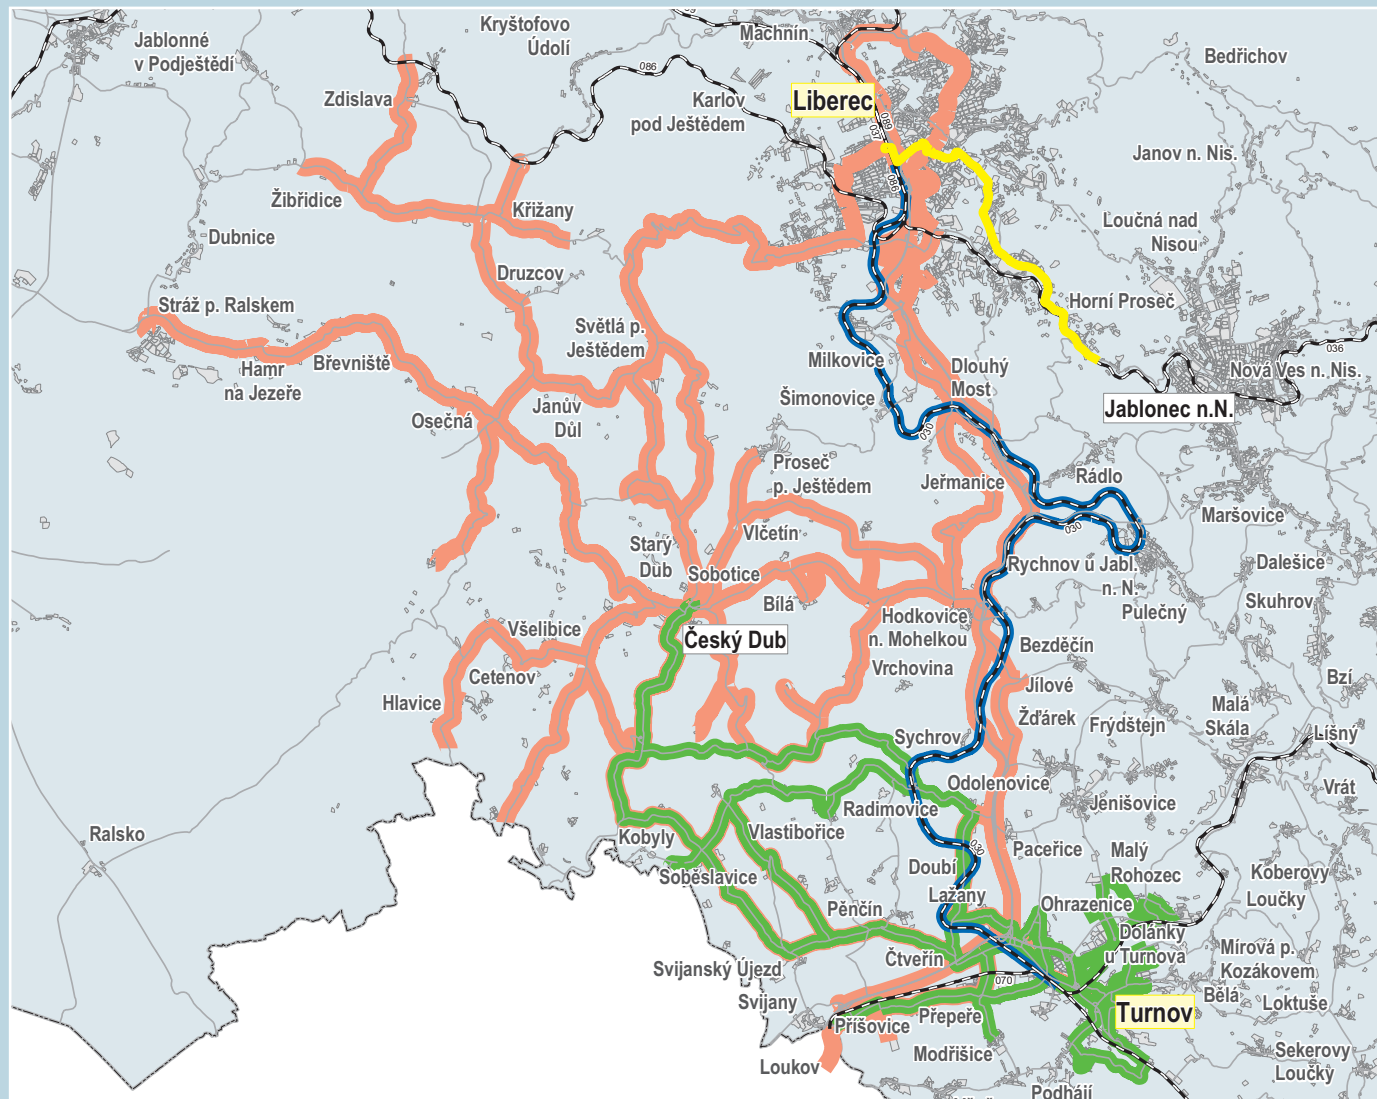 Jablonné
v Podještědí
Kryštofovo
Údolí
Machnín
Bedřichov
Zdislava
086
Karlov
pod Ještědem
Liberec
089
037
Janov n. Nis.
086
Žibřidice
Křižany
Loučná nad
Nisou
Dubnice
Druzcov
Stráž p. Ralskem
Horní Proseč
Světlá p.
Ještědem
Hamr
na Jezeře
Břevniště
Milkovice
Dlouhý
Most
036
Nová Ves n. Nis.
Šimonovice
Jablonec n.N.
Janův
Důl
Osečná
030
Proseč
p. Ještědem
Jeřmanice
Rádlo
Maršovice
Vlčetín
030
Starý
Dub
Sobotice
Rychnov u Jabl.
n. N.
Dalešice
Bílá
Hodkovice
n. Mohelkou
Pulečný
Skuhrov
Všelibice
Český Dub
Bezděčín
Cetenov
Vrchovina
Jílové
Bzí
Hlavice
Žďárek
Frýdštejn
Malá
Skála
Sychrov
Líšný
Odolenovice
Vrát
Radimovice
Jenišovice
Ralsko
Kobyly
Vlastibořice
030
Paceřice
Malý
Rohozec
Soběslavice
Doubí
Koberovy
Lažany
Ohrazenice
Loučky
Pěnčín
Dolánky
u Turnova
Čtveřín
Mírová p.
Kozákovem
Svijanský Újezd
070
Svijany
Bělá
Loktuše
Příšovice
Přepeře
Turnov
Modřišice
Sekerovy
Loučky
Loukov
Podhájí